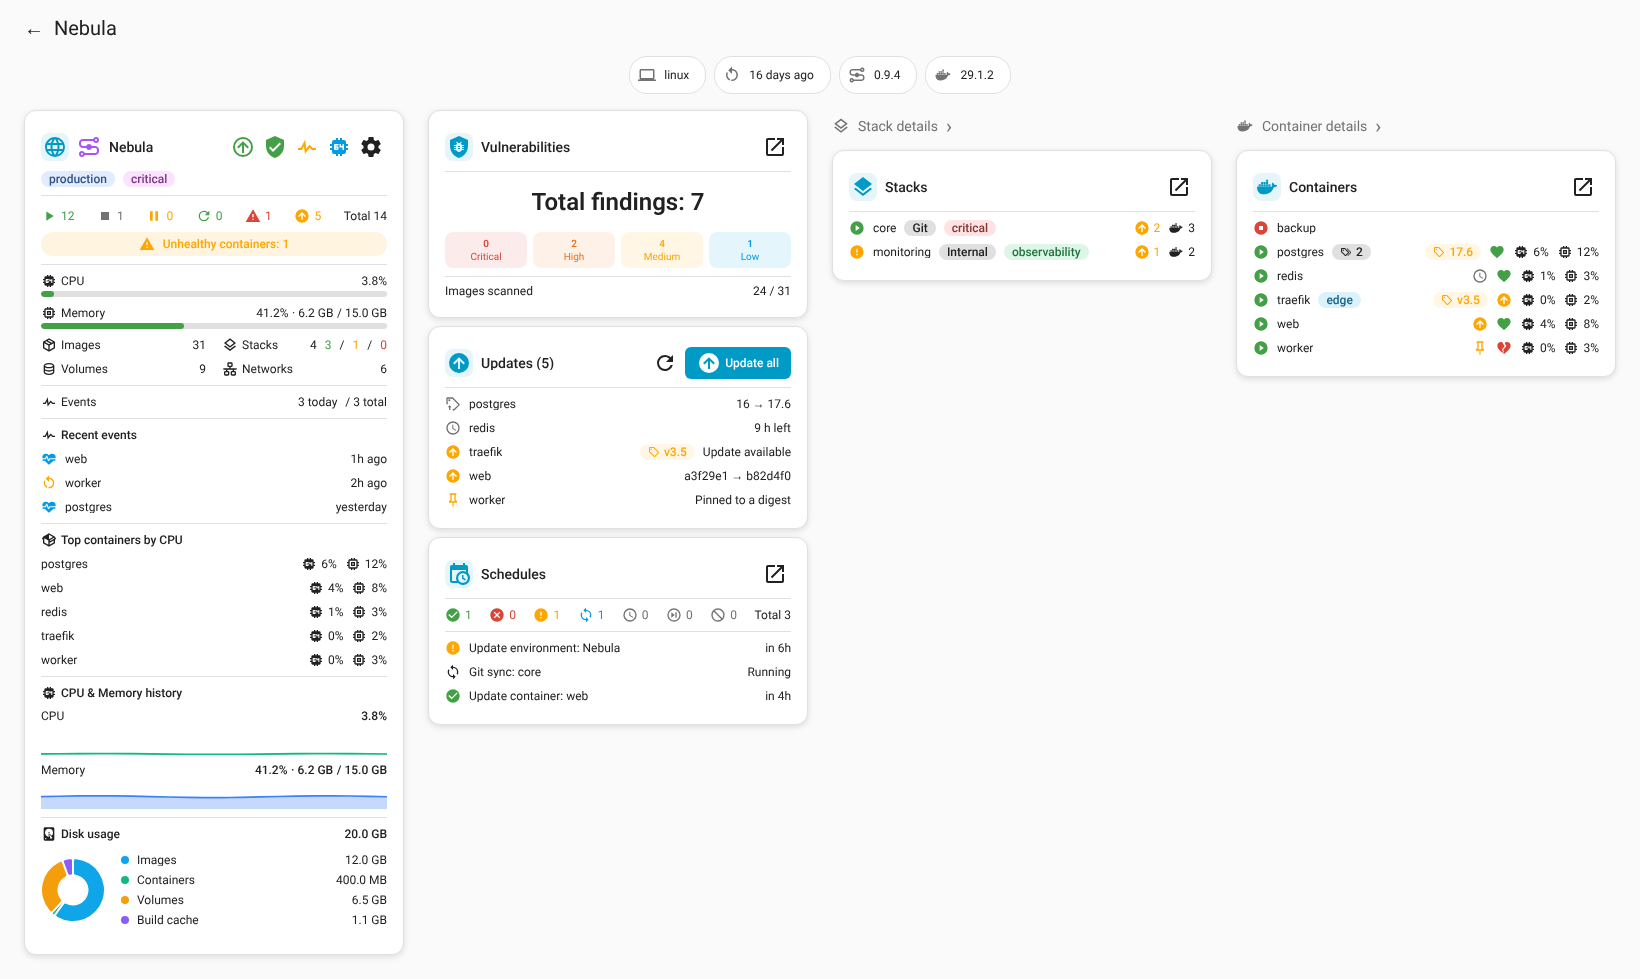 ← Nebula
linux
16 days ago
0.9.4
29.1.2
Nebula
64
production critical
12 1 0 0 1 5 Total 14
Unhealthy containers: 1
CPU 3.8%
Memory 41.2% · 6.2 GB / 15.0 GB
Images 31 Stacks 4 3 / 1 / 0
Volumes 9 Networks 6
Events 3 today / 3 total
Recent events
web 1h ago
worker 2h ago
postgres yesterday
Top containers by CPU
postgres 6% 12%
web 4% 8%
redis 1% 3%
traefik 0% 2%
worker 0% 3%
CPU & Memory history
CPU 3.8%
Memory 41.2% · 6.2 GB / 15.0 GB
Disk usage 20.0 GB
Images 12.0 GB
Containers 400.0 MB
Volumes 6.5 GB
Build cache 1.1 GB
Vulnerabilities
Total findings: 7
0 Critical
2 High
4 Medium
1 Low
Images scanned 24 / 31
Updates (5) Update all
postgres 16 → 17.6
redis 9 h left
traefik v3.5 Update available
web a3f29e1 → b82d4f0
worker Pinned to a digest
Schedules
1 0 1 1 0 0 0 Total 3
Update environment: Nebula in 6h
Git sync: core Running
Update container: web in 4h
Stack details ›
Stacks
core Git critical 2 3
monitoring Internal observability 1 2
Container details ›
Containers
backup
postgres 2 17.6 6% 12%
redis 1% 3%
traefik edge v3.5 0% 2%
web 4% 8%
worker 0% 3%